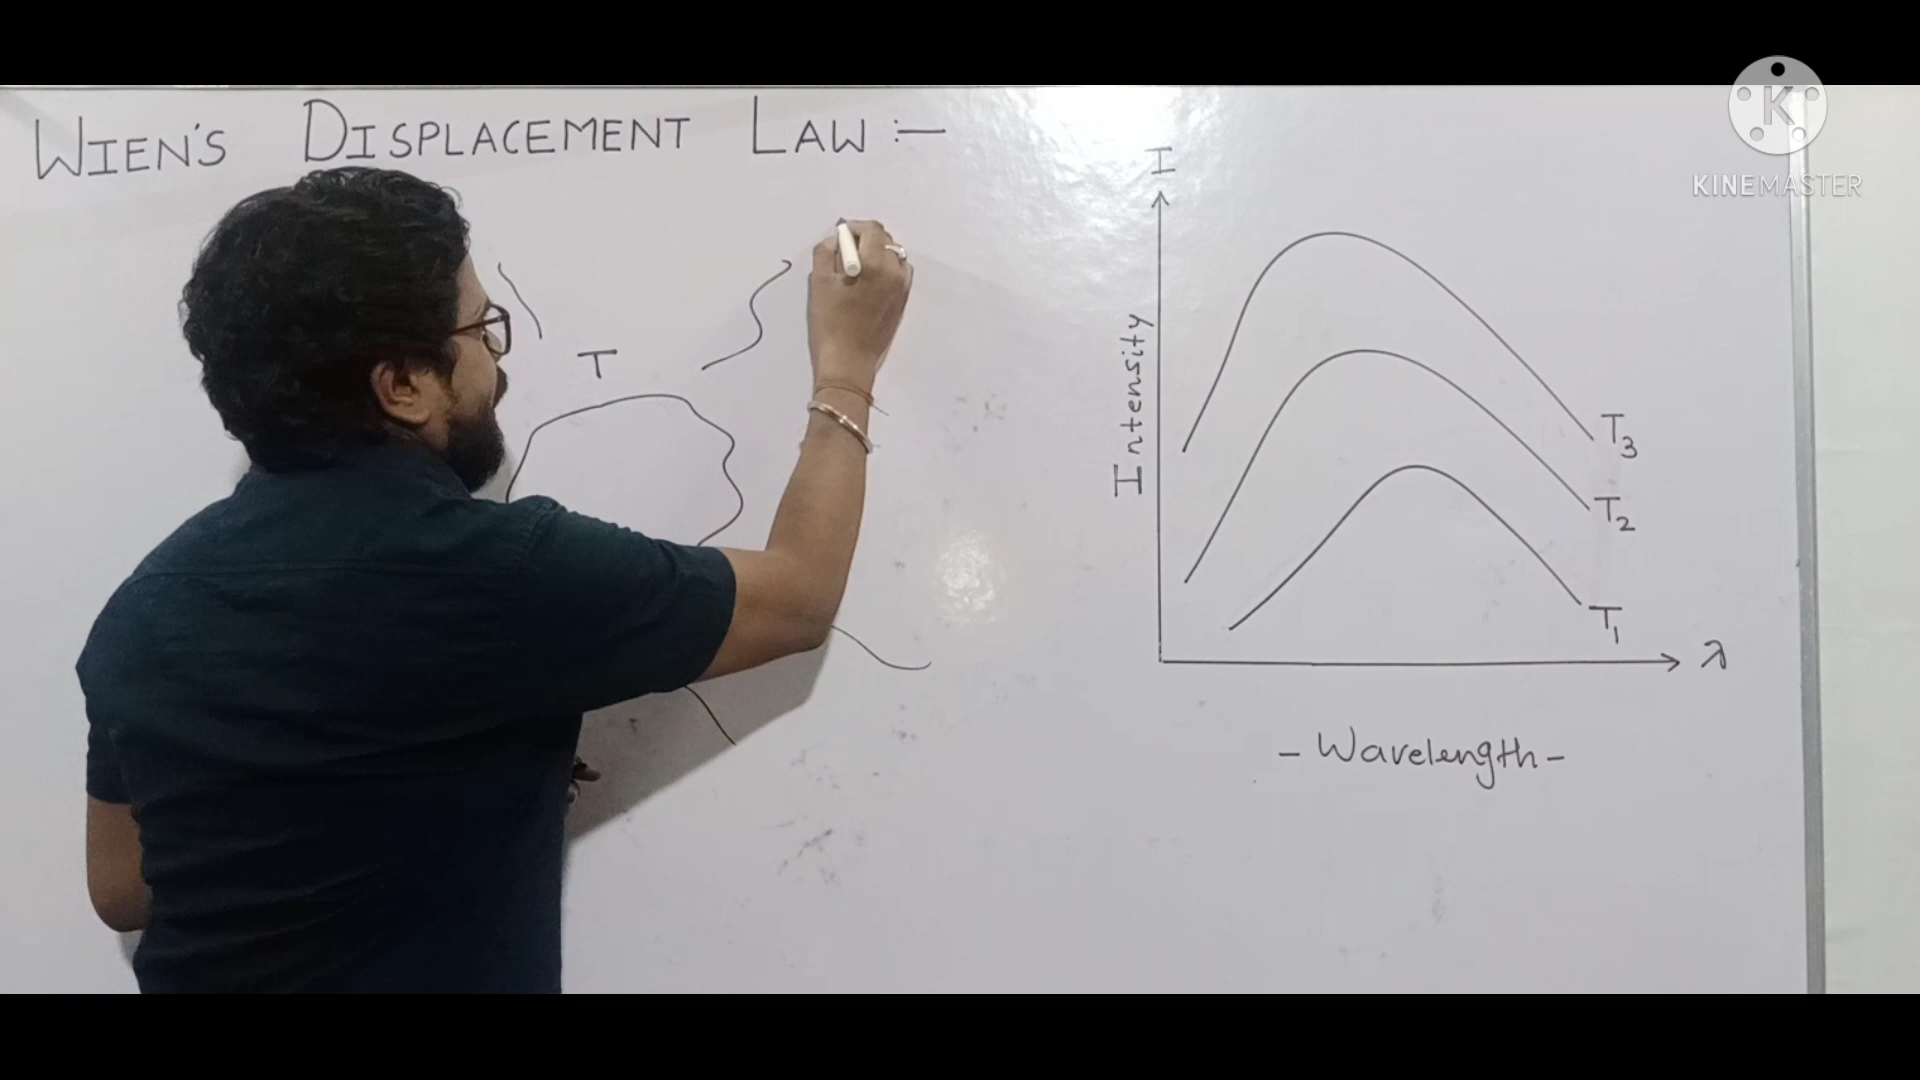 WIEN'S DISPLACEMENT LAW :-
K
KINEMASTER
I
T
Intensity
T3
T2
T1
λ
- Wavelength -